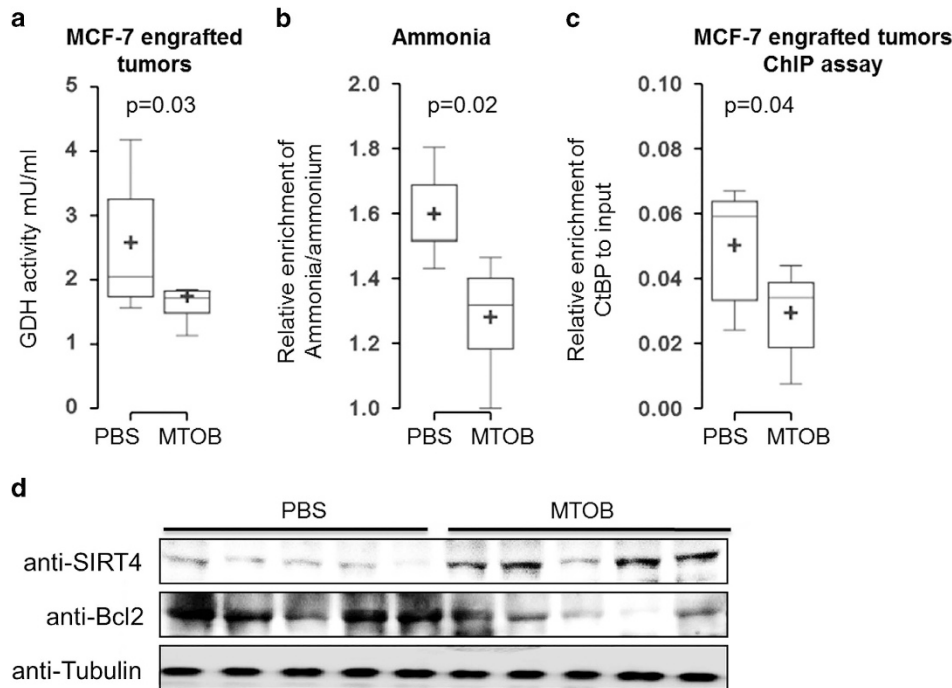 a
MCF-7 engrafted
tumors
p=0.03
GDH activity mU/ml
5
4
3
2
1
0
PBS MTOB
b
Ammonia
p=0.02
Relative enrichment of
Ammonia/ammonium
2.0
1.8
1.6
1.4
1.2
1.0
PBS MTOB
c
MCF-7 engrafted tumors
ChIP assay
p=0.04
Relative enrichment of
CtBP to input
0.10
0.08
0.06
0.04
0.02
0.00
PBS MTOB
d
PBS MTOB
anti-SIRT4
anti-Bcl2
anti-Tubulin